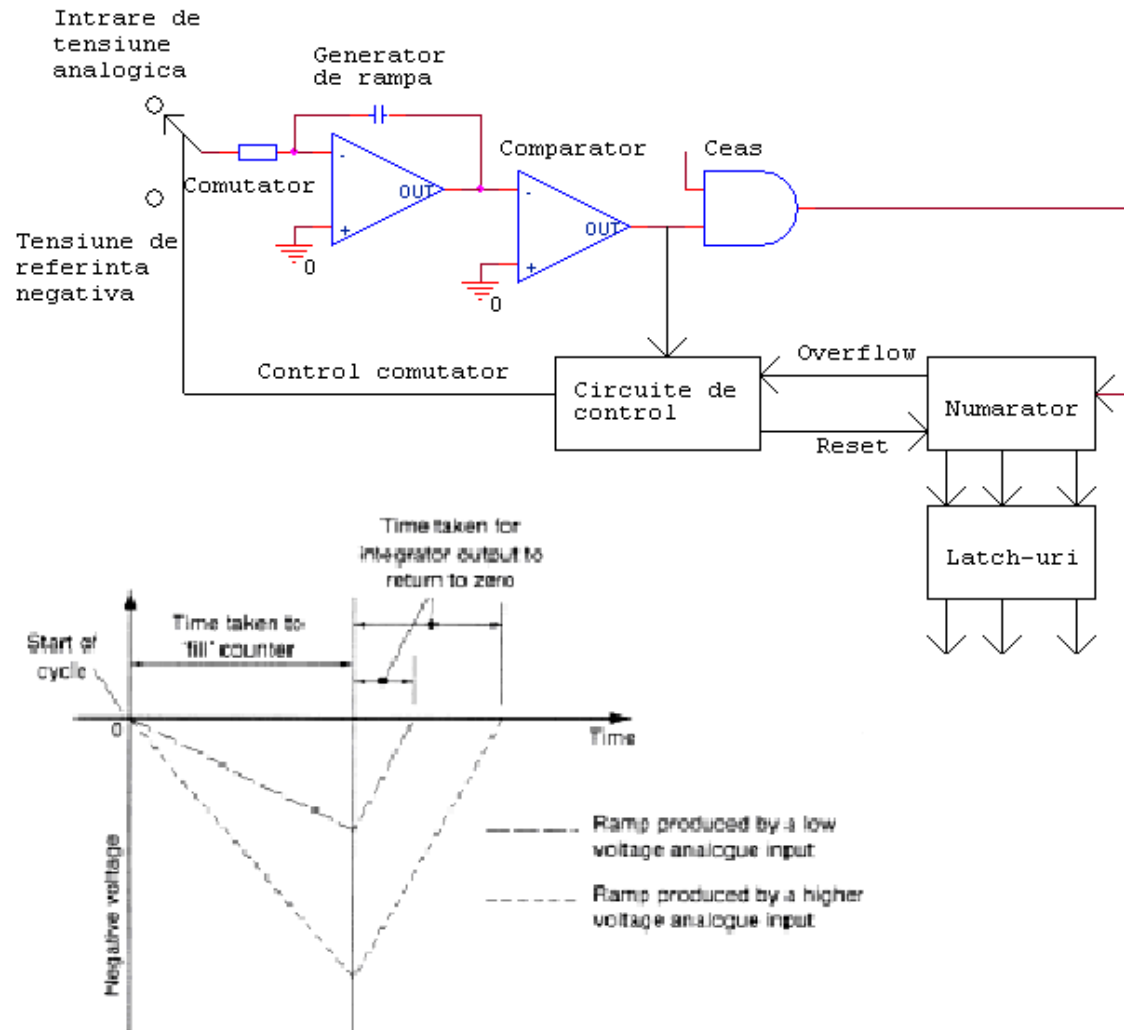 Intrare de
tensiune
analogica
Generator
de rampa
Comparator
Ceas
-
-
Comutator
OUT
OUT
+
+
0
0
Tensiune de
referinta
negativa
Overflow
Control comutator
Circuite de
control
Numarator
Reset
Latch-uri
Time taken for
integrator output to
return to zero
Time taken to
'fill' counter
Start of
cycle
0
Time
Negative voltage
Ramp produced by a low
voltage analogue input
Ramp produced by a higher
voltage analogue input